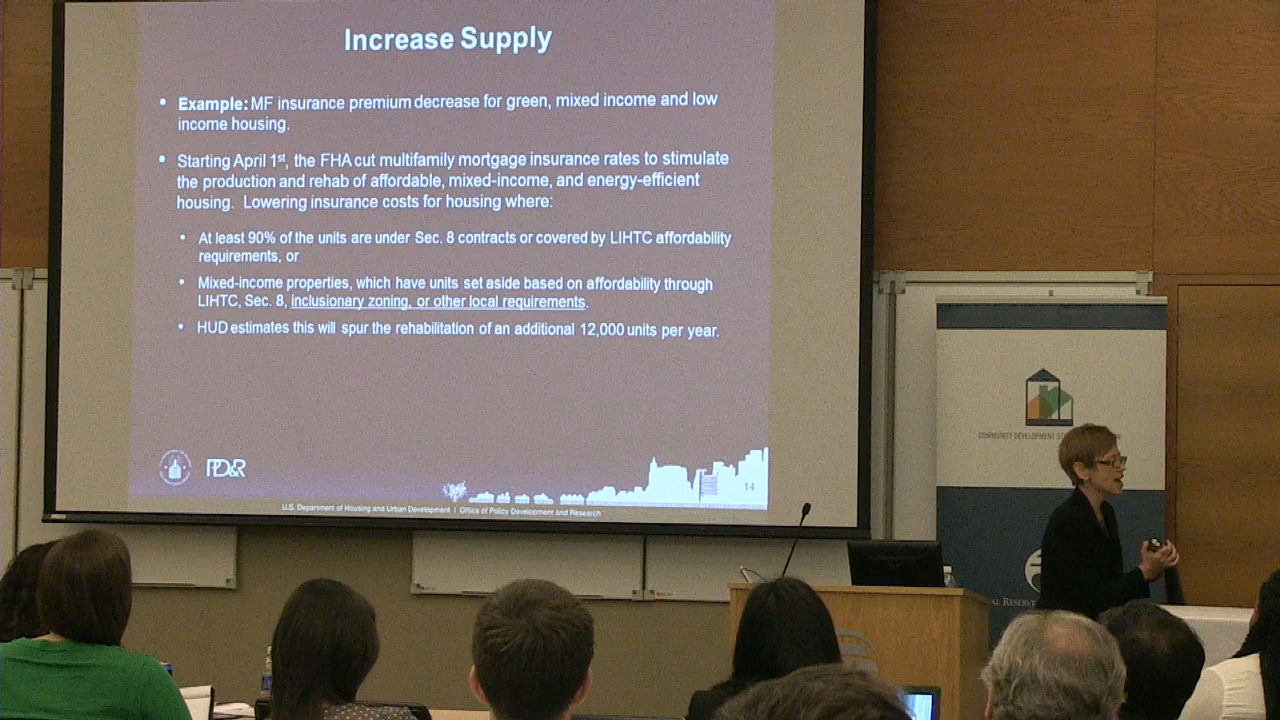 Increase Supply
• Example: MF insurance premium decrease for green, mixed income and low
income housing.
• Starting April 1st, the FHA cut multifamily mortgage insurance rates to stimulate
the production and rehab of affordable, mixed-income, and energy-efficient
housing. Lowering insurance costs for housing where:
• At least 90% of the units are under Sec. 8 contracts or covered by LIHTC affordability
requirements, or
• Mixed-income properties, which have units set aside based on affordability through
LIHTC, Sec. 8, inclusionary zoning, or other local requirements.
• HUD estimates this will spur the rehabilitation of an additional 12,000 units per year.
PD&R
14
U.S. Department of Housing and Urban Development | Office of Policy Development and Research
COMMUNITY DEVELOPMENT
RESERVE